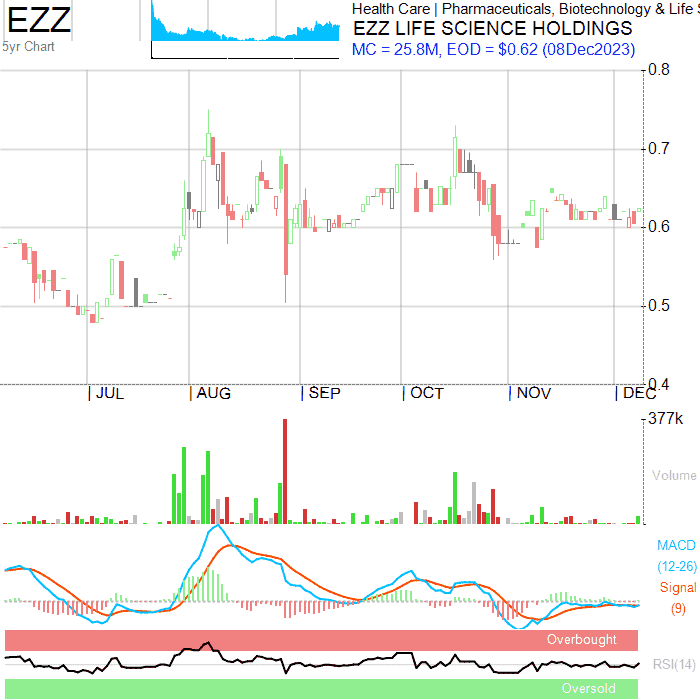 EZZ
5yr Chart
Health Care | Pharmaceuticals, Biotechnology & Life S
EZZ LIFE SCIENCE HOLDINGS
MC = 25.8M, EOD = $0.62 (08Dec2023)
0.8
0.7
0.6
0.5
0.4
JUL AUG SEP OCT NOV DEC
377k
Volume
MACD
(12-26)
Signal
(9)
Overbought
RSI(14)
Oversold